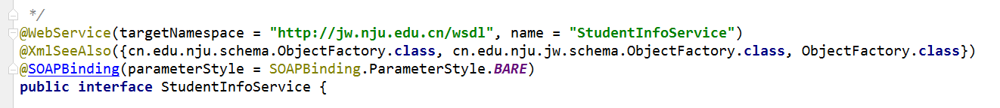 */
@WebService(targetNamespace = "http://jw.nju.edu.cn/wsdl", name = "StudentInfoService")
@XmlSeeAlso({cn.edu.nju.schema.ObjectFactory.class, cn.edu.nju.jw.schema.ObjectFactory.class, ObjectFactory.class})
@SOAPBinding(parameterStyle = SOAPBinding.ParameterStyle.BARE)
public interface StudentInfoService {